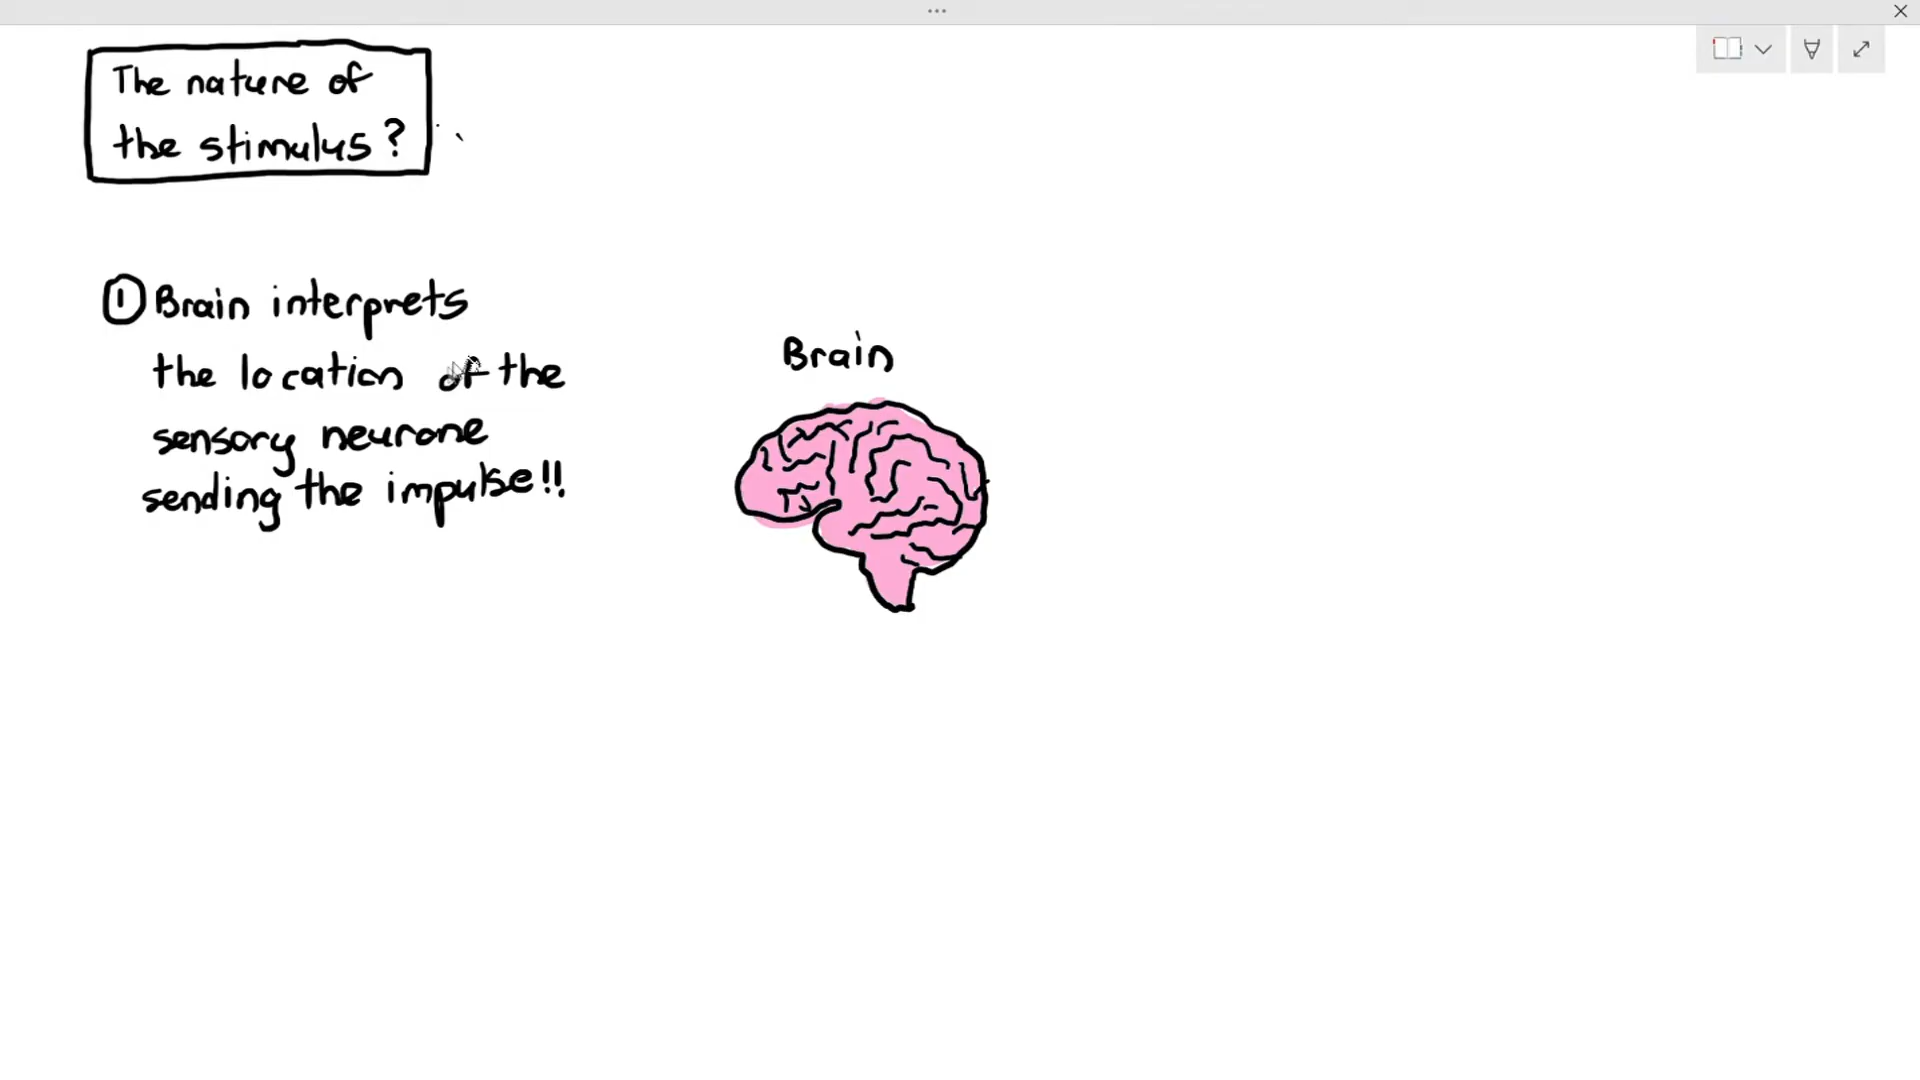 The nature of
the stimulus?
① Brain interprets
the location of the
sensory neurone
sending the impulse!!
Brain